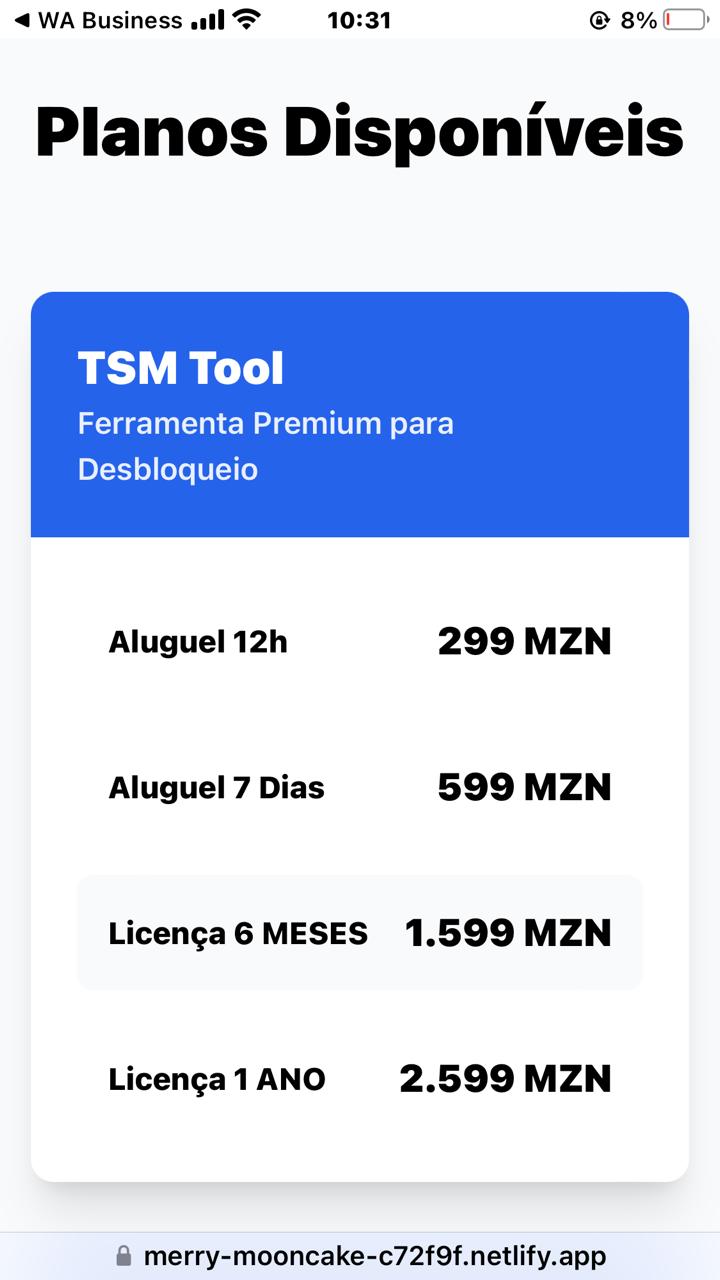 WA Business 10:31 8%
Planos Disponíveis
TSM Tool
Ferramenta Premium para
Desbloqueio
Aluguel 12h 299 MZN
Aluguel 7 Dias 599 MZN
Licença 6 MESES 1.599 MZN
Licença 1 ANO 2.599 MZN
merry-mooncake-c72f9f.netlify.app